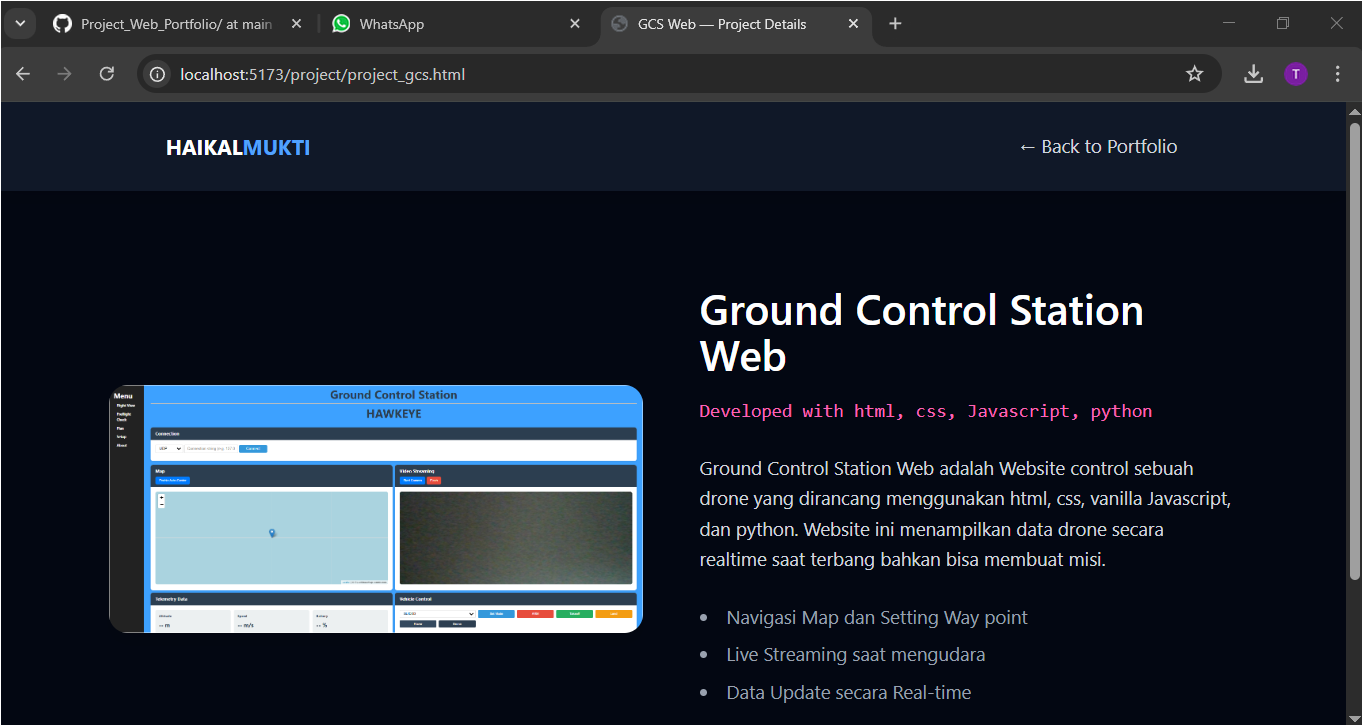 Project_Web_Portfolio/ at main
WhatsApp
GCS Web — Project Details
localhost:5173/project/project_gcs.html
T
HAIKALMUKTI
← Back to Portfolio
Ground Control Station
Web
Developed with html, css, Javascript, python
Ground Control Station Web adalah Website control sebuah
drone yang dirancang menggunakan html, css, vanilla Javascript,
dan python. Website ini menampilkan data drone secara
realtime saat terbang bahkan bisa membuat misi.
Navigasi Map dan Setting Way point
Live Streaming saat mengudara
Data Update secara Real-time
Menu
Flight View
Preflight
Check
Plan
Setup
About
Ground Control Station
HAWKEYE
Connection
UDP
Connect
Map
Video Streaming
Telemetry Data
Vehicle Control
Altitude
Speed
Battery
-- m
-- m/s
-- %